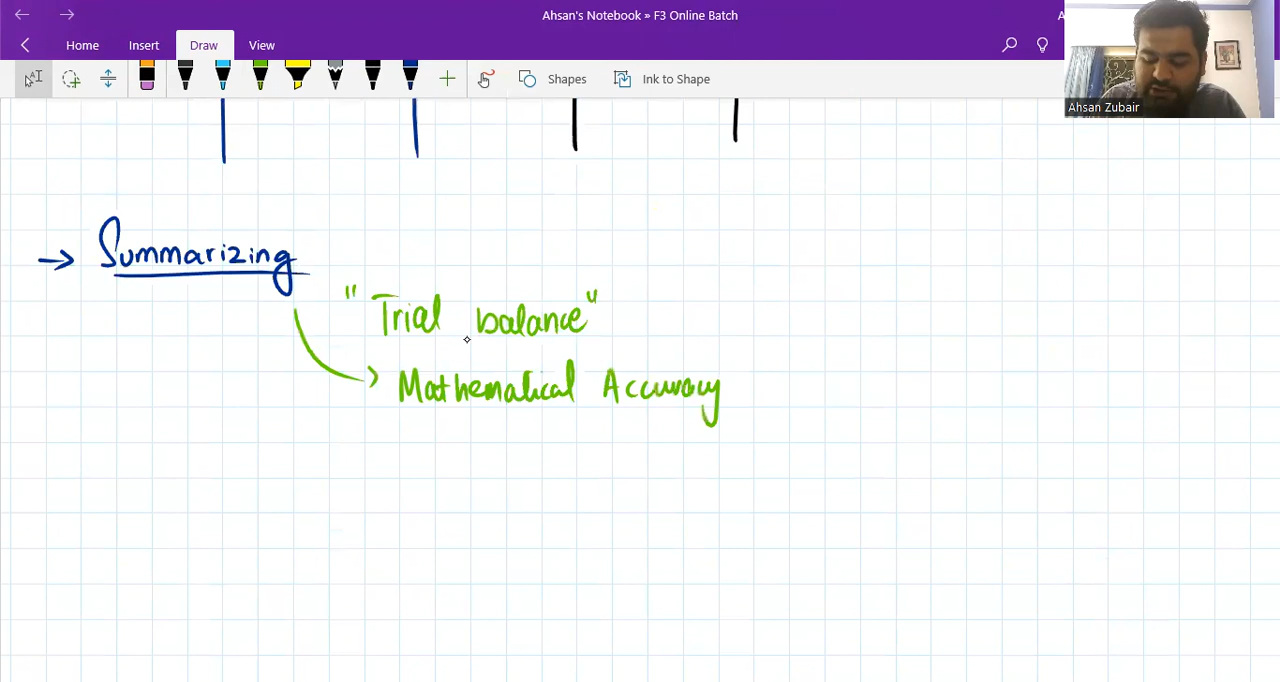 Ahsan's Notebook » F3 Online Batch
Home Insert Draw View
Shapes Ink to Shape
Ahsan Zubair
→ Summarizing
"Trial balance"
Mathematical Accuracy